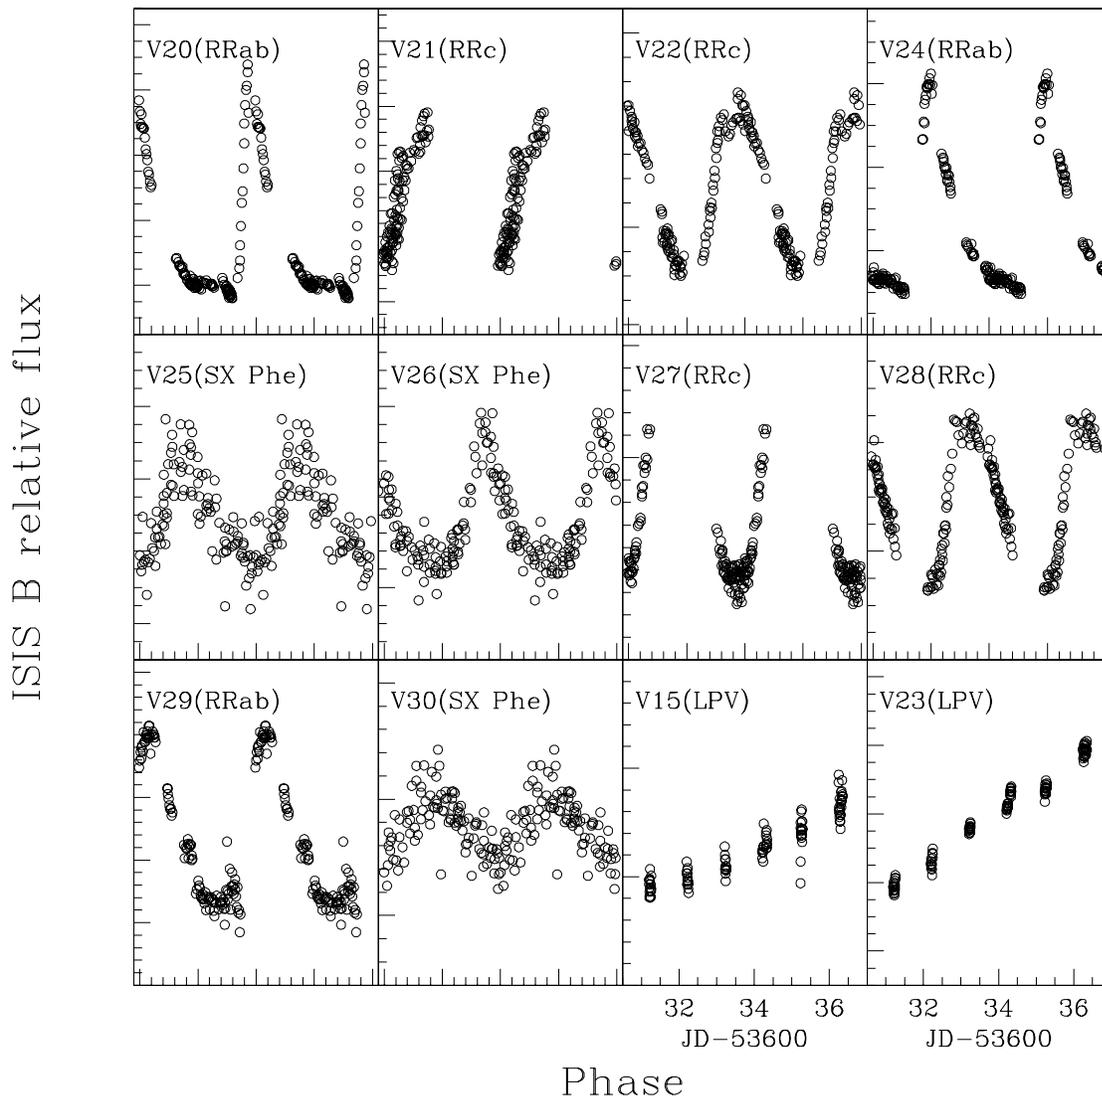 V20(RRab) V21(RRc) V22(RRc) V24(RRab)
ISIS B relative flux
V25(SX Phe) V26(SX Phe) V27(RRc) V28(RRc)
V29(RRab) V30(SX Phe) V15(LPV) V23(LPV)
32 34 36 32 34 36
JD-53600 JD-53600
Phase